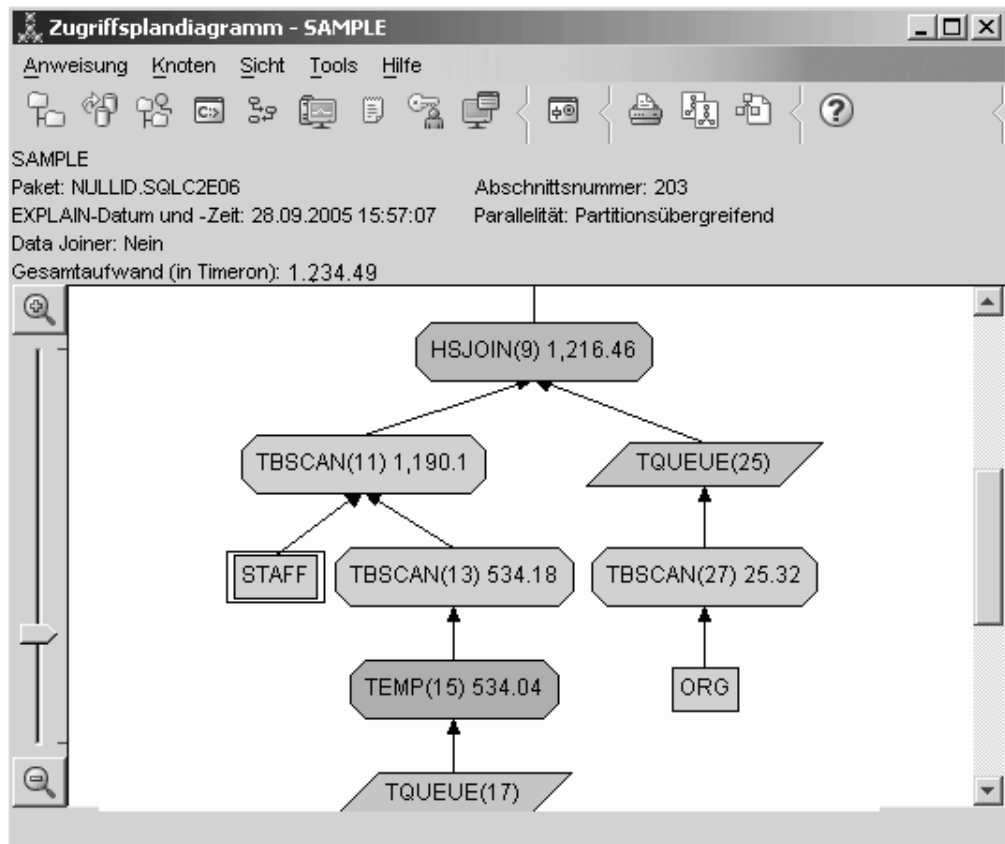 Zugriffsplandiagramm - SAMPLE
Anweisung Knoten Sicht Tools Hilfe
C:>
?
SAMPLE
Paket: NULLID.SQLC2E06 Abschnittsnummer: 203
EXPLAIN-Datum und -Zeit: 28.09.2005 15:57:07 Parallelität: Partitionsübergreifend
Data Joiner: Nein
Gesamtaufwand (in Timeron): 1.234.49
HSJOIN(9) 1,216.46
TBSCAN(11) 1,190.1 TQUEUE(25)
STAFF TBSCAN(13) 534.18 TBSCAN(27) 25.32
TEMP(15) 534.04 ORG
TQUEUE(17)